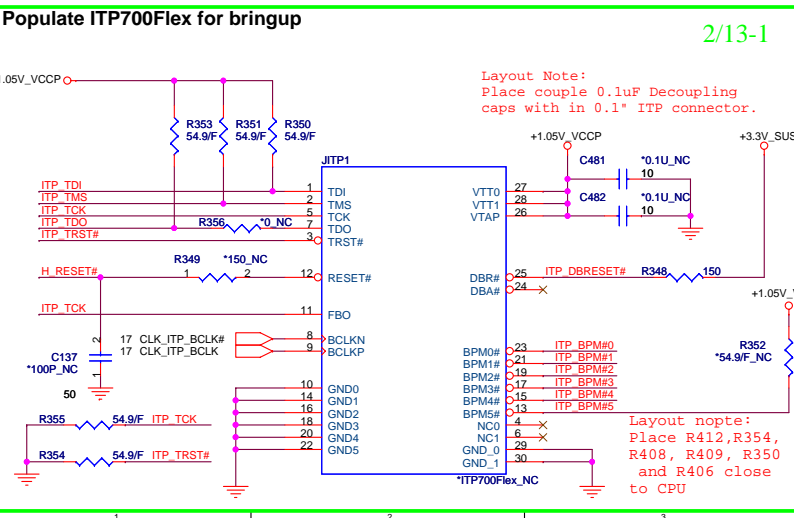 Populate ITP700Flex for bringup
2/13-1
.05V_VCCP
Layout Note:
Place couple 0.1uF Decoupling
caps with in 0.1" ITP connector.
+1.05V_VCCP
+3.3V_SUS
R353
54.9/F
R351
54.9/F
R350
54.9/F
JITP1
C481
*0.1U_NC
10
C482
*0.1U_NC
10
ITP_TDI
1
TDI
VTT0
27
ITP_TMS
2
TMS
VTT1
28
ITP_TCK
5
TCK
VTAP
26
ITP_TDO
R356
*0_NC
7
TDO
ITP_TRST#
3
TRST#
H_RESET#
R349
*150_NC
1
2
12
RESET#
DBR#
25
ITP_DBRESET#
R348
150
DBA#
24
+1.05V_
ITP_TCK
11
FBO
17 CLK_ITP_BCLK#
8
BCLKN
17 CLK_ITP_BCLK
9
BCLKP
2
C137
*100P_NC
1
50
BPM0#
23
ITP_BPM#0
BPM1#
21
ITP_BPM#1
BPM2#
19
ITP_BPM#2
BPM3#
17
ITP_BPM#3
BPM4#
15
ITP_BPM#4
BPM5#
13
ITP_BPM#5
R352
*54.9/F_NC
10
GND0
14
GND1
16
GND2
18
GND3
20
GND4
22
GND5
NC0
4
NC1
6
GND_0
29
GND_1
30
R355
54.9/F
ITP_TCK
R354
54.9/F
ITP_TRST#
*ITP700Flex_NC
Layout nopte:
Place R412,R354,
R408, R409, R350
and R406 close
to CPU
1
2
3